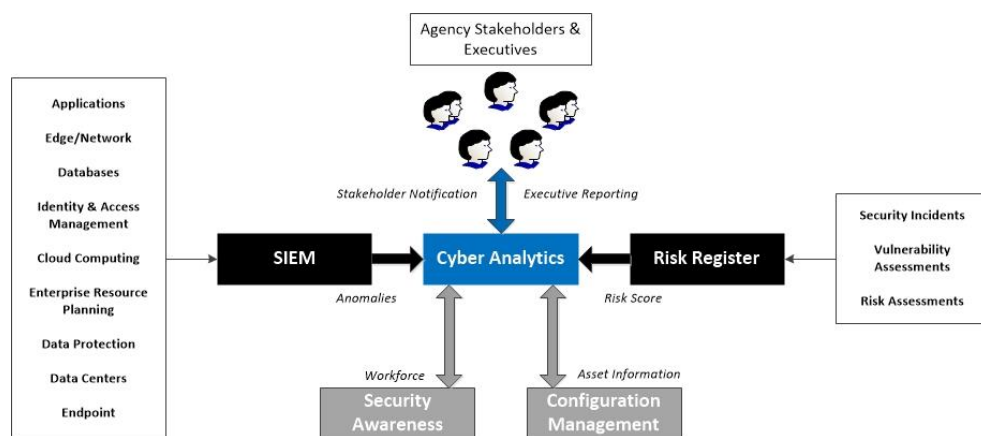 Agency Stakeholders &
Executives
Applications
Edge/Network
Databases
Identity & Access
Management
Cloud Computing
Enterprise Resource
Planning
Data Protection
Data Centers
Endpoint
Stakeholder Notification
Executive Reporting
SIEM
Cyber Analytics
Risk Register
Anomalies
Risk Score
Security Incidents
Vulnerability
Assessments
Risk Assessments
Workforce
Asset Information
Security
Awareness
Configuration
Management